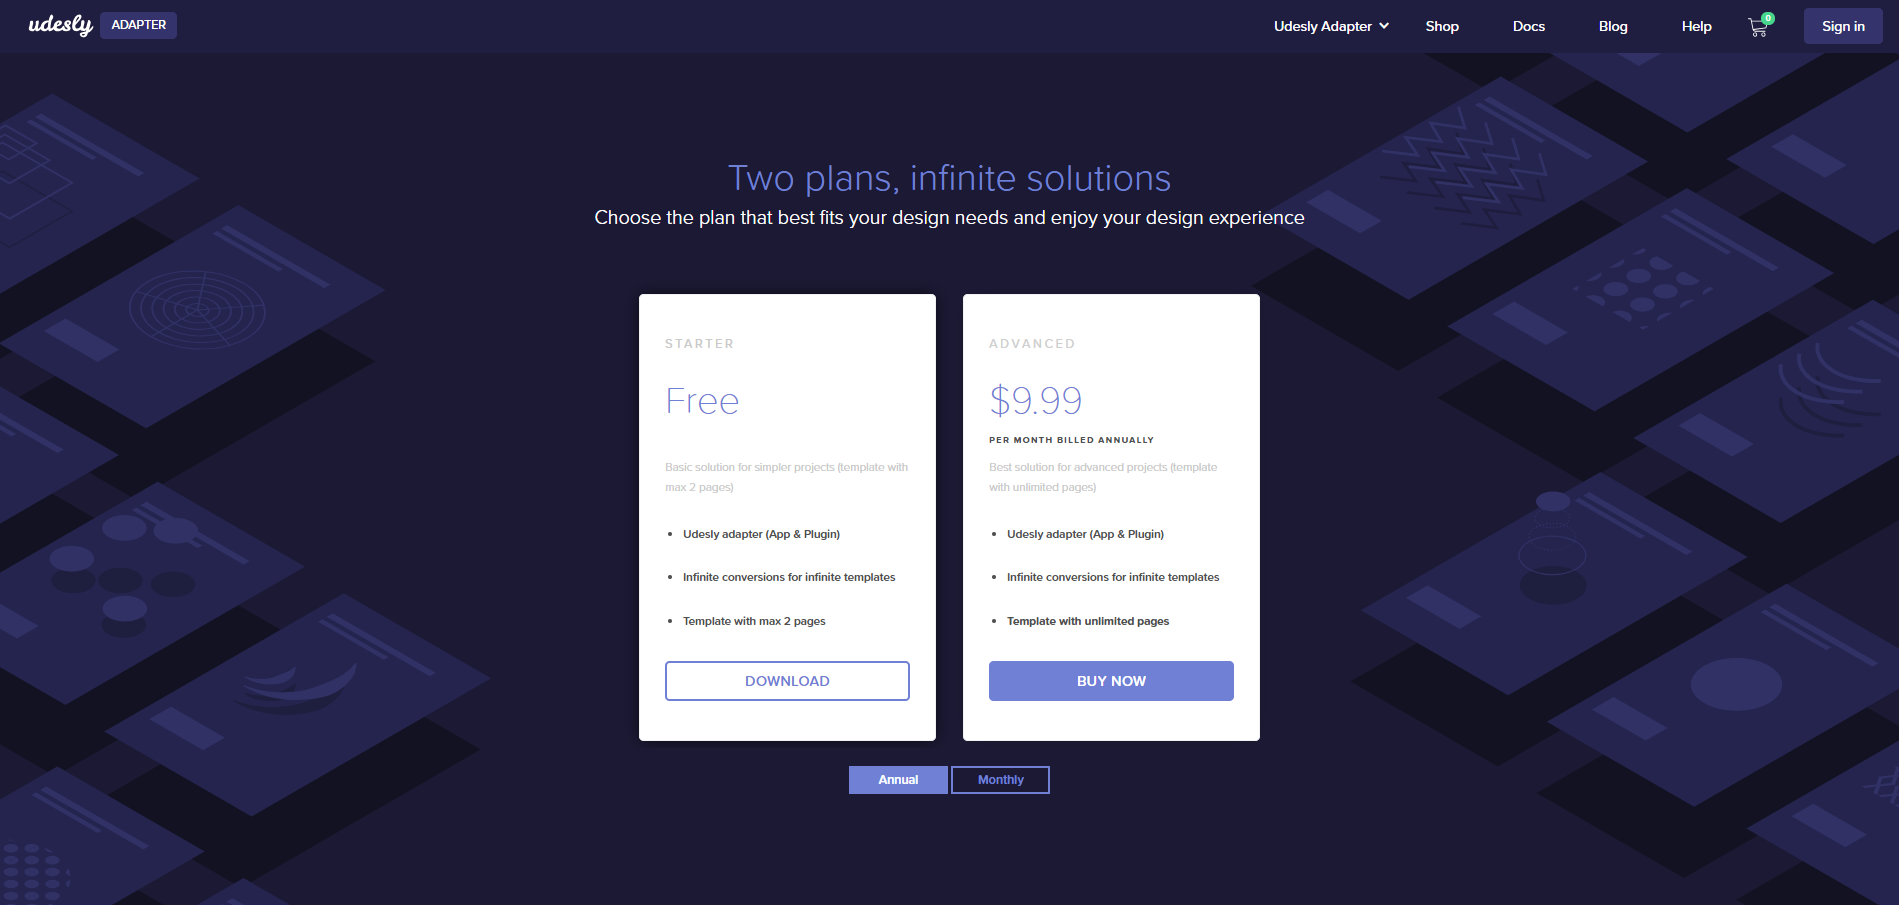 udesly ADAPTER Udesly Adapter Shop Docs Blog Help 0 Sign in
Two plans, infinite solutions
Choose the plan that best fits your design needs and enjoy your design experience
STARTER
Free
Basic solution for simpler projects (template with
max 2 pages)
• Udesly adapter (App & Plugin)
• Infinite conversions for infinite templates
• Template with max 2 pages
DOWNLOAD
ADVANCED
$9.99
PER MONTH BILLED ANNUALLY
Best solution for advanced projects (template
with unlimited pages)
• Udesly adapter (App & Plugin)
• Infinite conversions for infinite templates
• Template with unlimited pages
BUY NOW
Annual Monthly